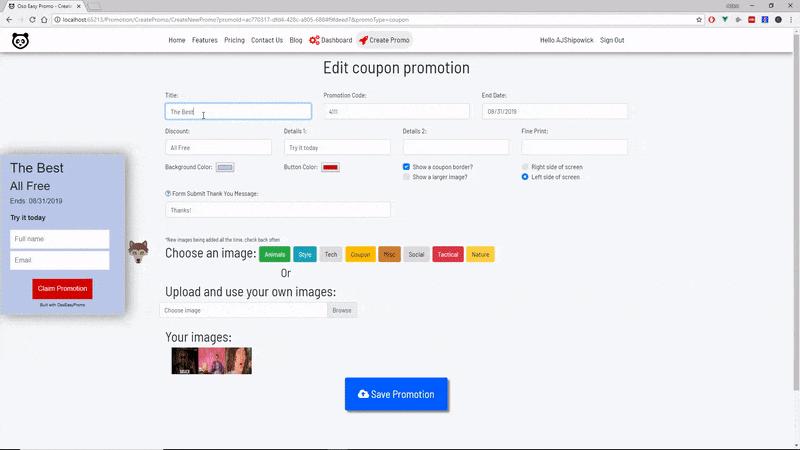 Oso Easy Promo - Create
localhost:65213/Promotion/CreatePromo/CreateNewPromo?promoId=ac770317-dfd4-428c-a805-6884f9fdeed7&promoType=coupon
Home Features Pricing Contact Us Blog Dashboard Create Promo Hello AJShipowick Sign Out
Edit coupon promotion
Title: Promotion Code: End Date:
The Best 4111 08/31/2019
Discount: Details 1: Details 2: Fine Print:
All Free Try it today
Background Color: Button Color: Show a coupon border? Right side of screen
Show a larger image? Left side of screen
Form Submit Thank You Message:
Thanks!
*New images being added all the time, check back often
Choose an image: Animals Style Tech Coupon Misc Social Tactical Nature
Or
Upload and use your own images:
Choose image Browse
Your images:
Save Promotion
The Best
All Free
Ends: 08/31/2019
Try it today
Full name
Email
Claim Promotion
Built with OsoEasyPromo